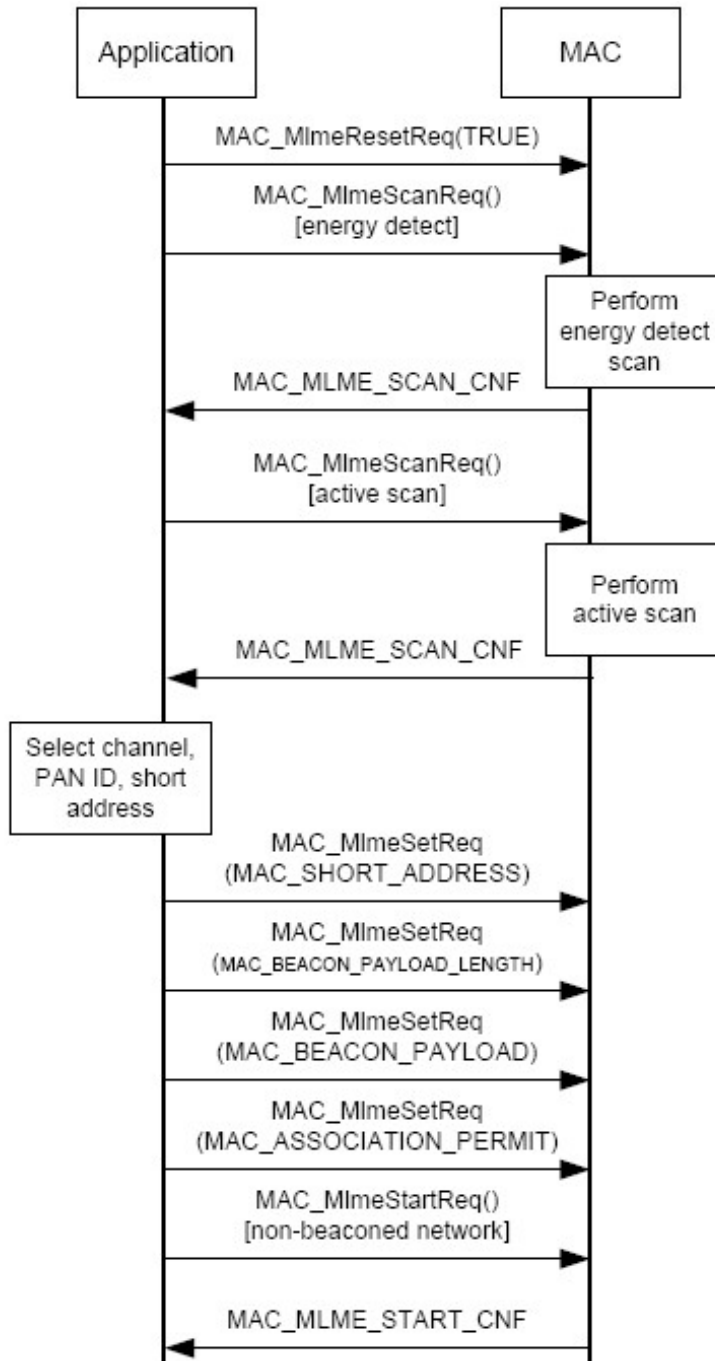 Application
MAC
MAC_MlmeResetReq(TRUE)
MAC_MlmeScanReq()
[energy detect]
Perform
energy detect
scan
MAC_MLME_SCAN_CNF
MAC_MlmeScanReq()
[active scan]
Perform
active scan
MAC_MLME_SCAN_CNF
Select channel,
PAN ID, short
address
MAC_MlmeSetReq
(MAC_SHORT_ADDRESS)
MAC_MlmeSetReq
(MAC_BEACON_PAYLOAD_LENGTH)
MAC_MlmeSetReq
(MAC_BEACON_PAYLOAD)
MAC_MlmeSetReq
(MAC_ASSOCIATION_PERMIT)
MAC_MlmeStartReq()
[non-beaconed network]
MAC_MLME_START_CNF